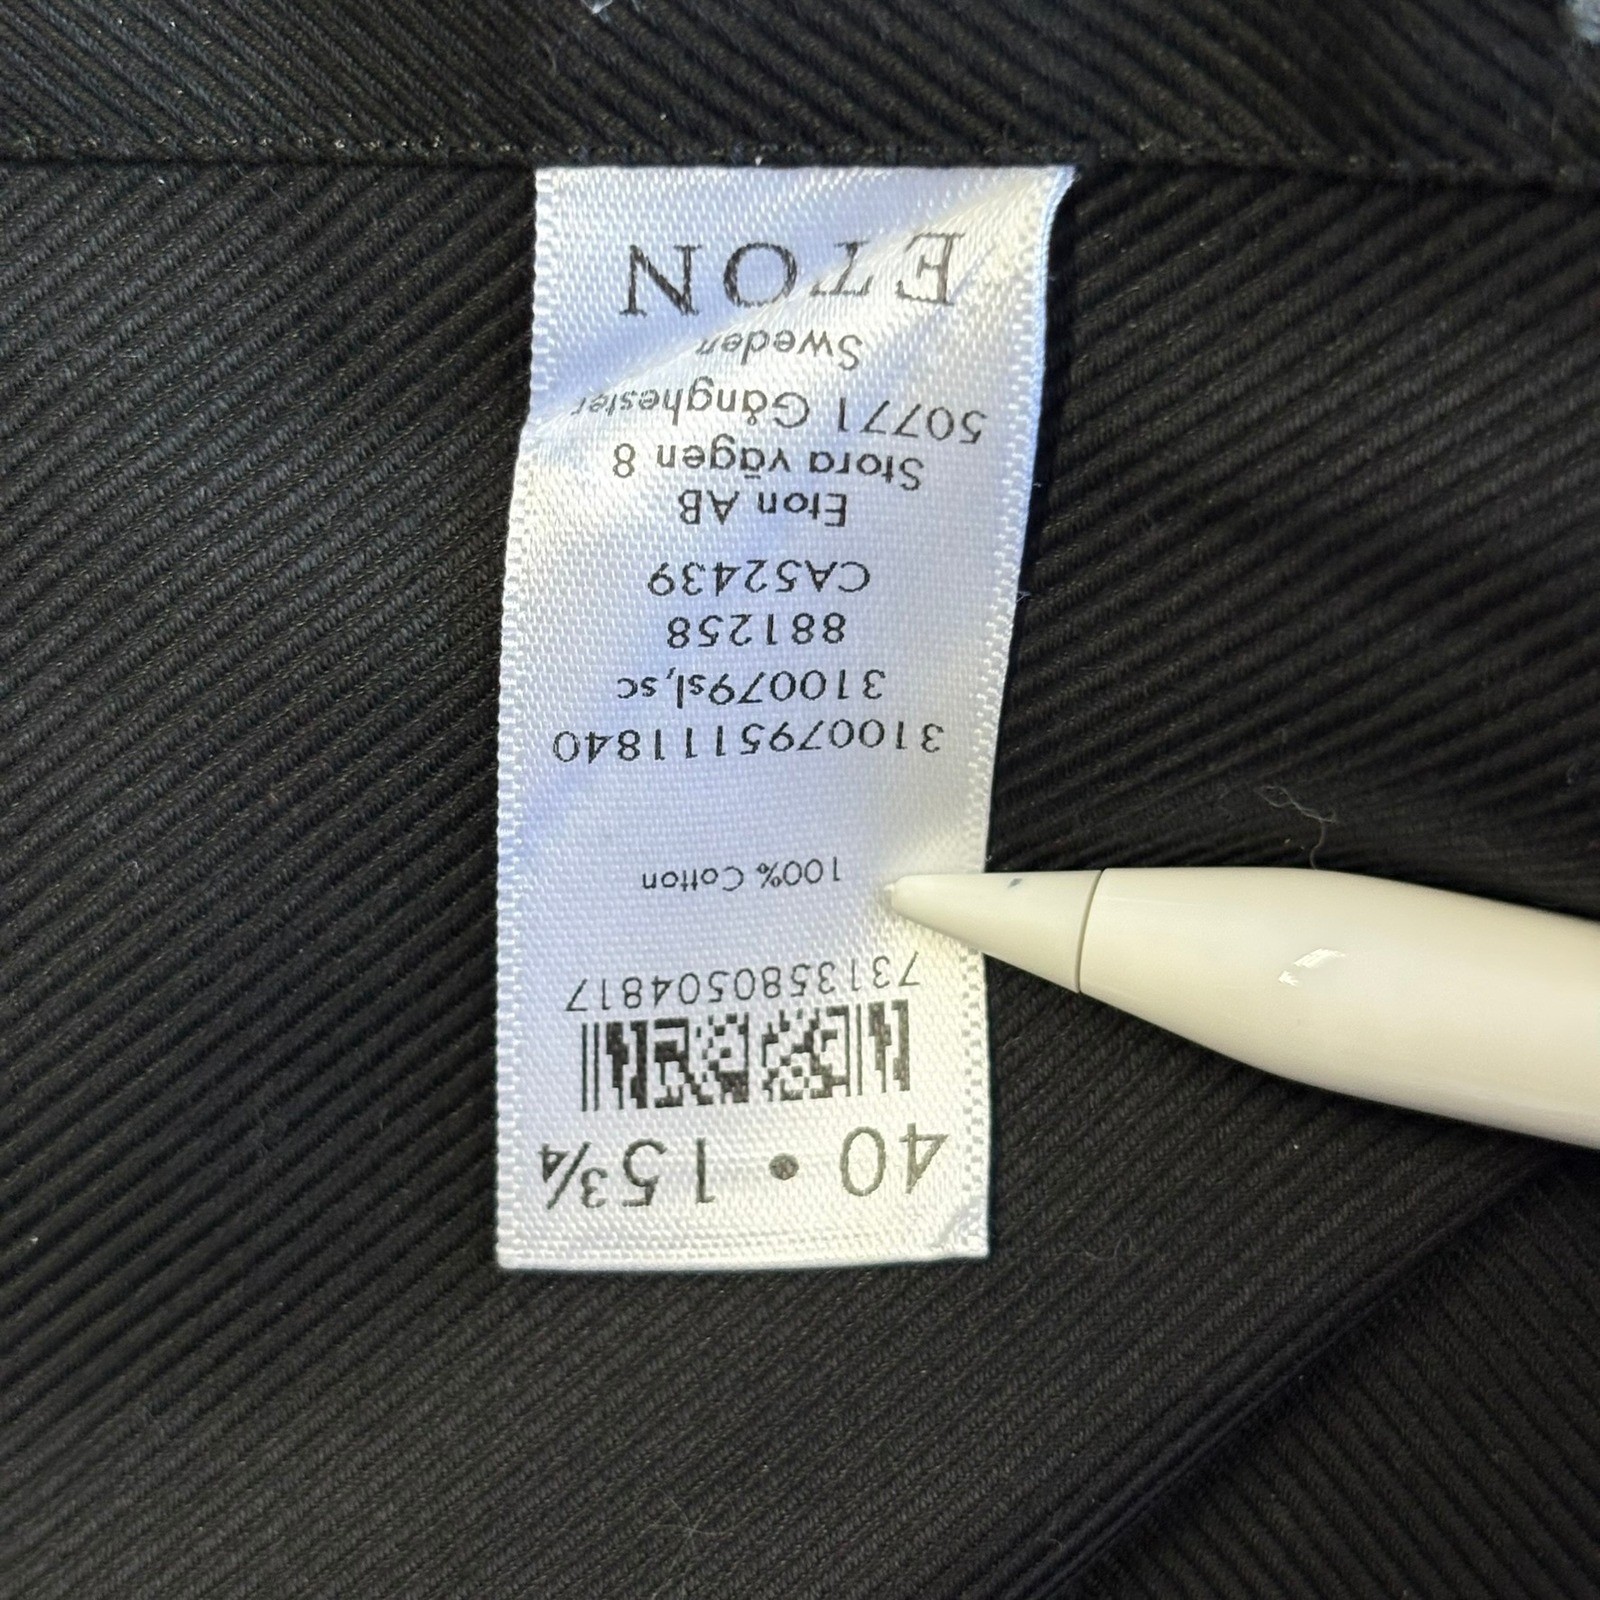 40 • 15¾
7313580504817
100% Cotton
3100795111840
310079sl,sc
881258
CA52439
Eton AB
Stora vägen 8
50771 Gånghester
Sweden
ETON